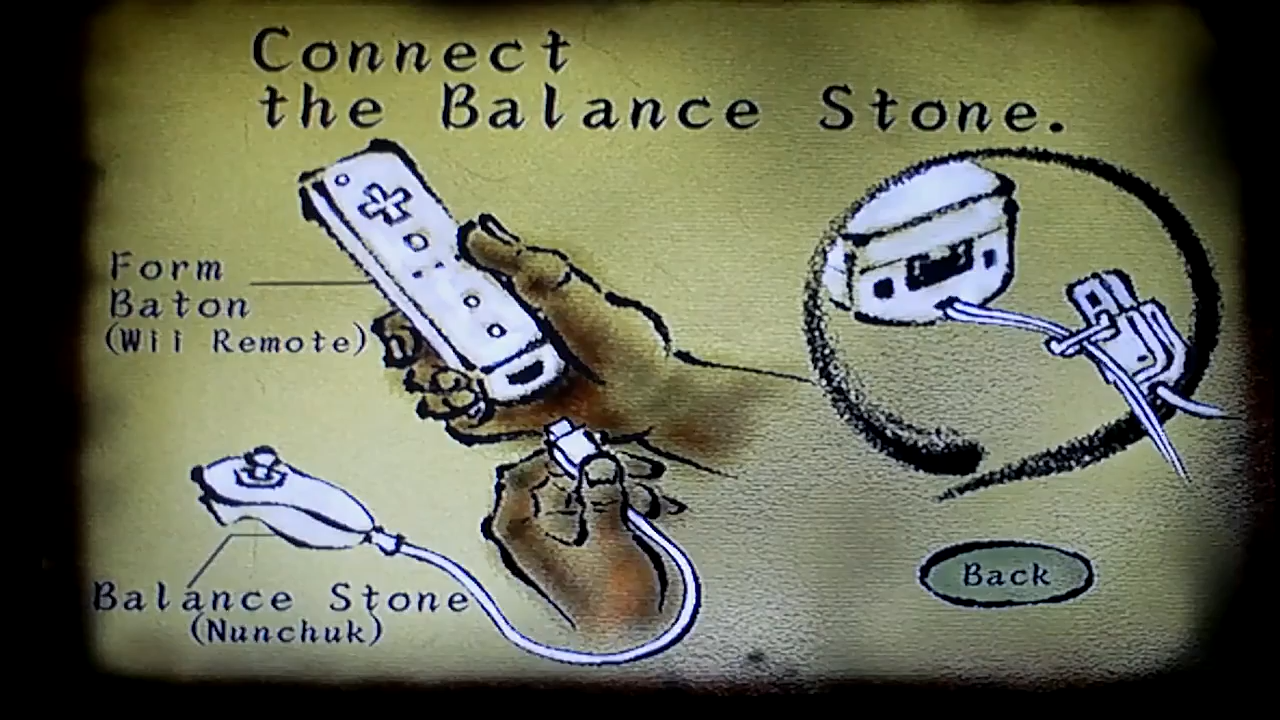 Connect
the Balance Stone.
Form
Baton
(Wii Remote)
Balance Stone
(Nunchuk)
Back